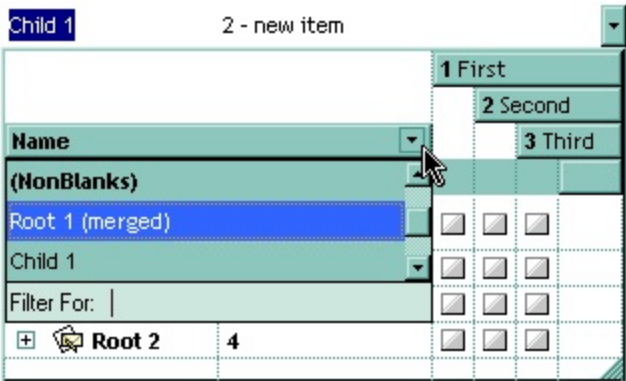 Child 1 2 - new item
1 First
2 Second
Name 3 Third
(NonBlanks)
Root 1 (merged)
Child 1
Filter For:
Root 2 4